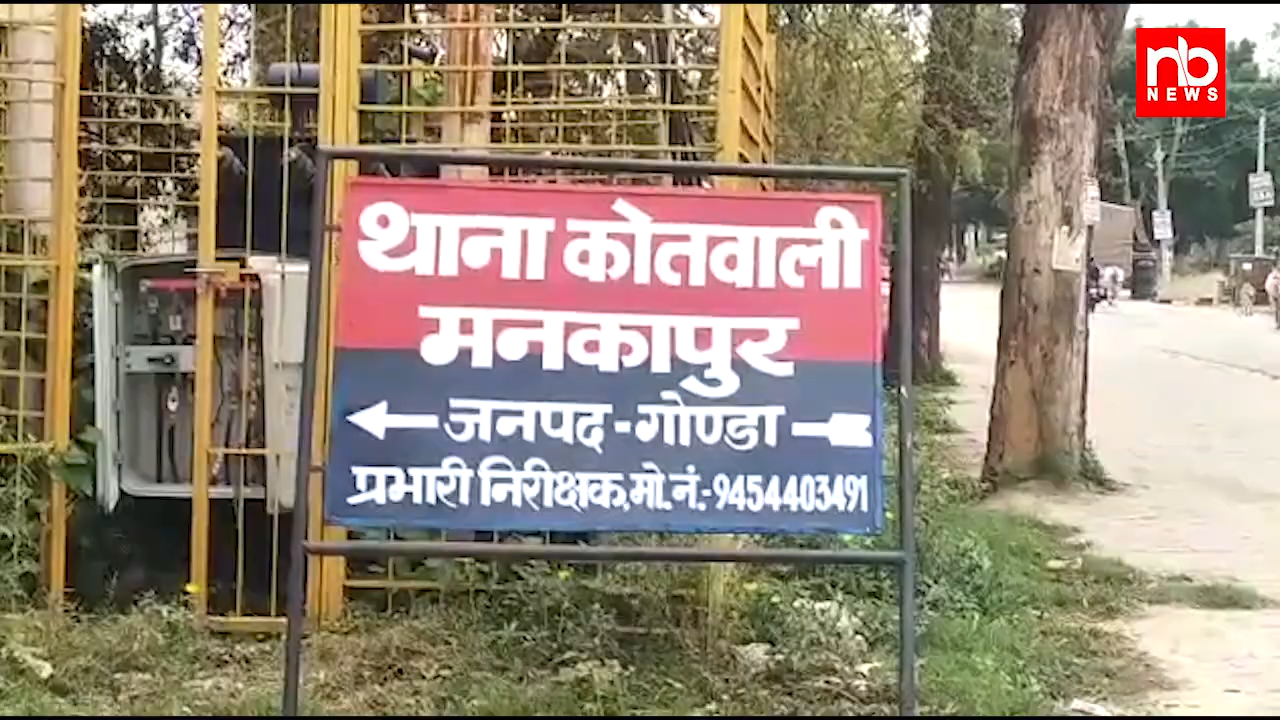 nb
NEWS
थाना कोतवाली
मनकापुर
जनपद-गोण्डा
प्रभारी निरीक्षक,मो.नं.-9454403491